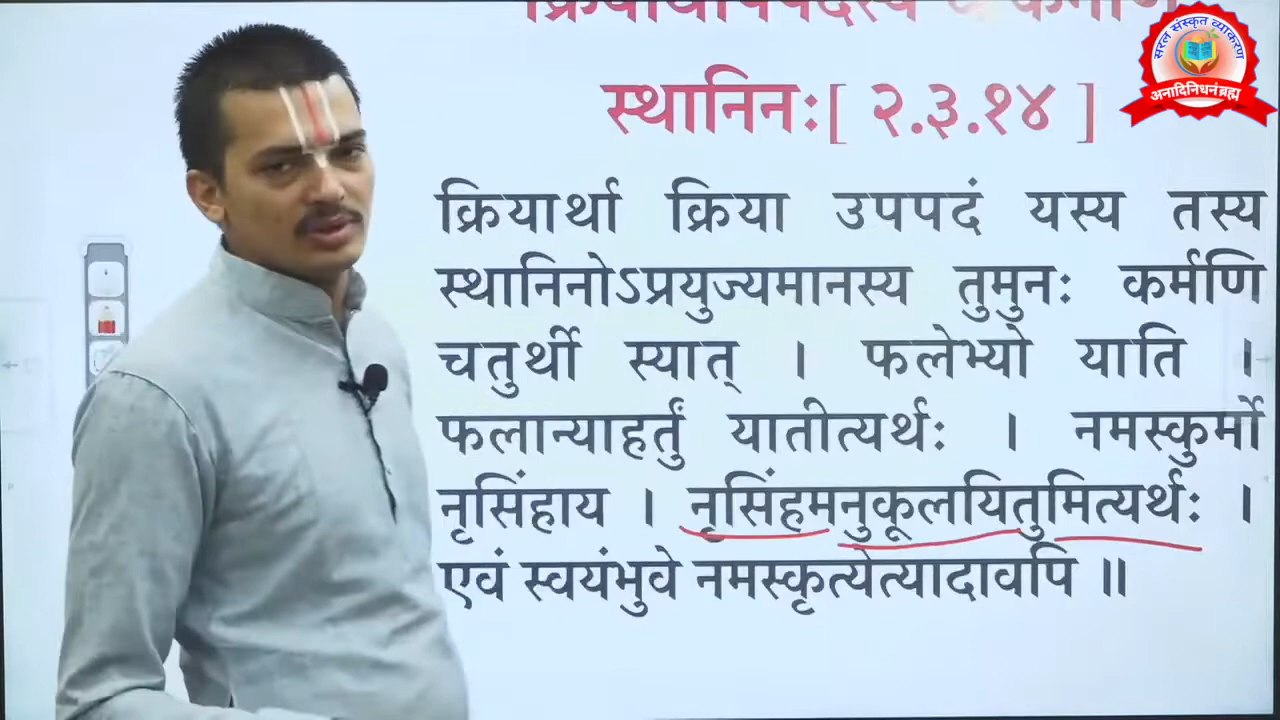 स्थानिनः[ २.३.१४ ]
क्रियार्था क्रिया उपपदं यस्य तस्य
स्थानिनोऽप्रयुज्यमानस्य तुमुनः कर्मणि
चतुर्थी स्यात् । फलेभ्यो याति ।
फलान्याहर्तुं यातीत्यर्थः । नमस्कुर्मो
नृसिंहाय । नृसिंहमनुकूलयितुमित्यर्थः ।
एवं स्वयंभुवे नमस्कृत्येत्यादावपि ॥
सरल संस्कृत व्याकरण
अनादिनिधनंब्रह्म